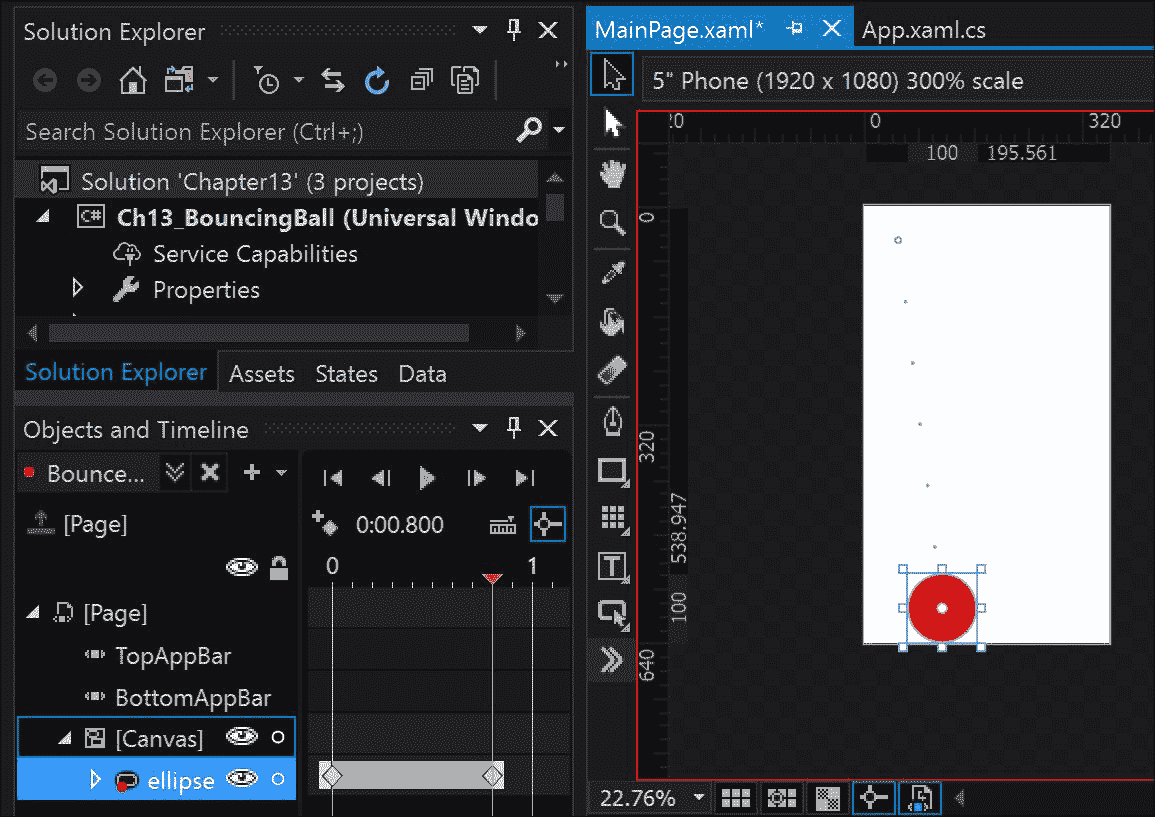 Solution Explorer
Search Solution Explorer (Ctrl+;)
Solution 'Chapter13' (3 projects)
C# Ch13_BouncingBall (Universal Windo
Service Capabilities
Properties
Solution Explorer Assets States Data
Objects and Timeline
Bounce...
[Page]
0:00.800
0 1
[Page]
TopAppBar
BottomAppBar
[Canvas]
ellipse
MainPage.xaml* App.xaml.cs
5" Phone (1920 x 1080) 300% scale
0 320
100 195.561
0
320
538.947
100
640
T
22.76%